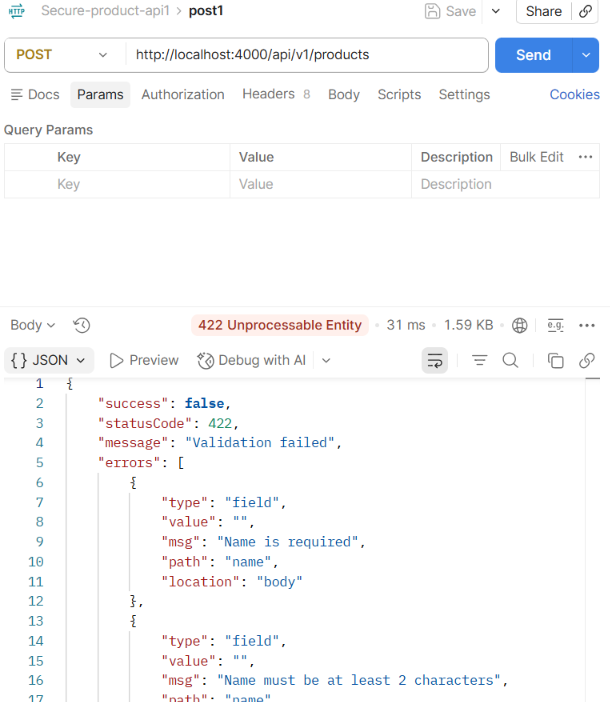 HTTP Secure-product-api1 > post1 Save Share
POST http://localhost:4000/api/v1/products Send
Docs Params Authorization Headers 8 Body Scripts Settings Cookies
Query Params
Key Value Description Bulk Edit ...
Key Value Description
Body 422 Unprocessable Entity • 31 ms • 1.59 KB • e.g. ...
{ } JSON Preview Debug with AI
1 {
2 "success": false,
3 "statusCode": 422,
4 "message": "Validation failed",
5 "errors": [
6 {
7 "type": "field",
8 "value": "",
9 "msg": "Name is required",
10 "path": "name",
11 "location": "body"
12 },
13 {
14 "type": "field",
15 "value": "",
16 "msg": "Name must be at least 2 characters",
17 "path": "name"